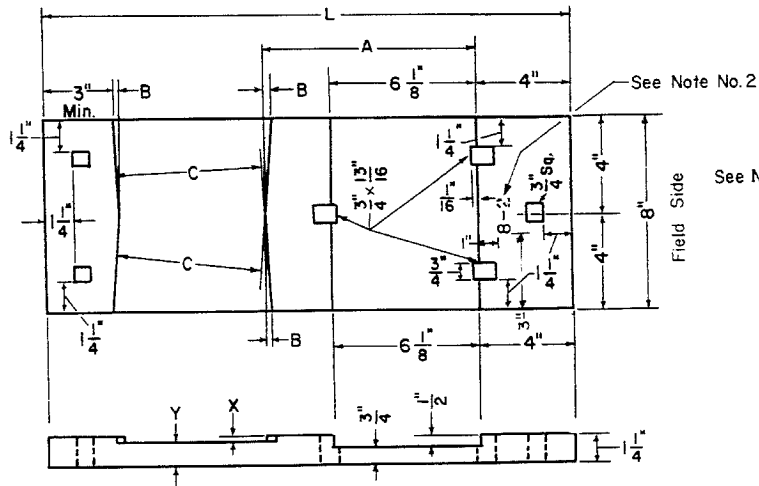 L
A
6 1/8"
4"
3"
Min.
B
B
See Note No. 2
1 1/4"
1 1/4"
C
3/4" x 13/16"
1/16"
8-2
3/4" Sq.
4"
8"
Field Side
See N
1 1/4"
C
1"
3/4"
1 1/4"
4"
3"
1 1/4"
B
6 1/8"
4"
Y
X
3/4"
1/2"
1 1/4"